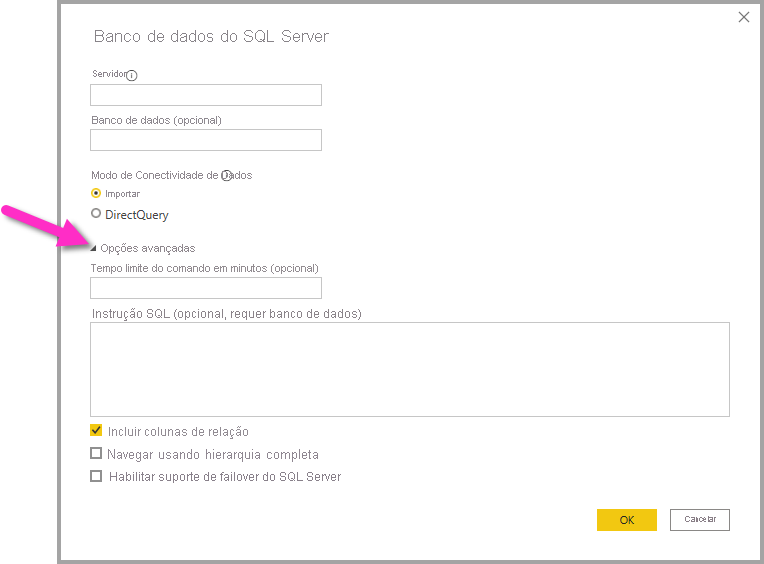 Banco de dados do SQL Server
Servidor
Banco de dados (opcional)
Modo de Conectividade de Dados
Importar
DirectQuery
Opções avançadas
Tempo limite do comando em minutos (opcional)
Instrução SQL (opcional, requer banco de dados)
Incluir colunas de relação
Navegar usando hierarquia completa
Habilitar suporte de failover do SQL Server
OK
Cancelar